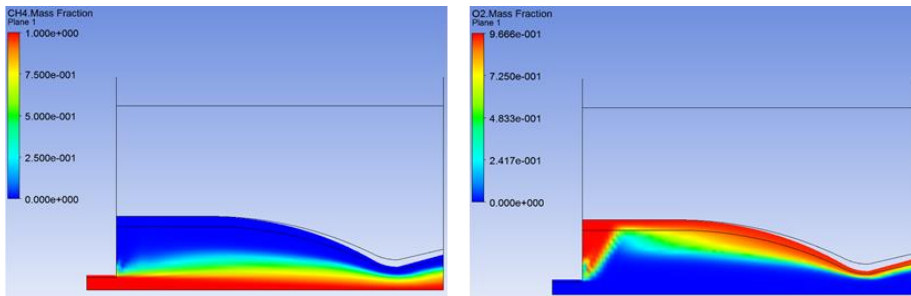 CH4.Mass Fraction
Plane 1
1.000e+000
7.500e-001
5.000e-001
2.500e-001
0.000e+000
O2.Mass Fraction
Plane 1
9.666e-001
7.250e-001
4.833e-001
2.417e-001
0.000e+000